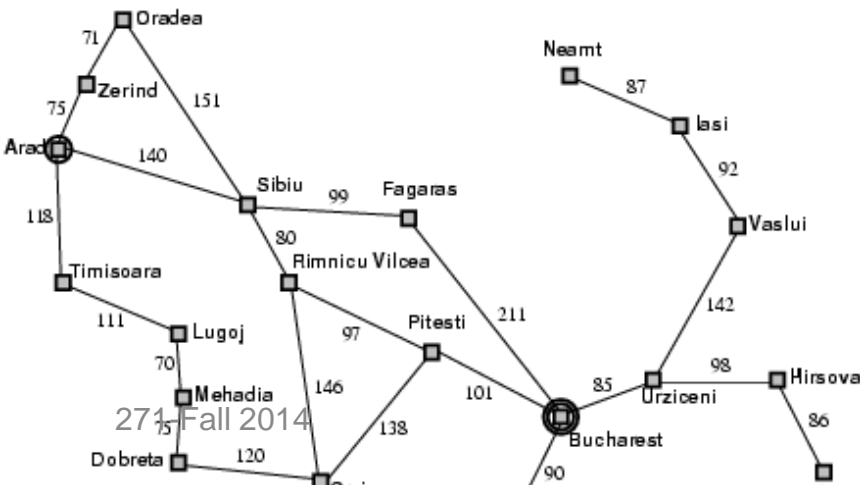 Oradea
71
Neamt
Zerind
87
75
151
Iasi
Arad
140
92
Sibiu
99
Fagaras
118
80
Vaslui
Timisoara
Rimnicu Vilcea
111
211
142
Lugoj
97
Pitesti
70
98
Mehadia
146
101
85
Hirsova
Urziceni
271-Fall 2014
75
138
86
Bucharest
Dobreta
120
90